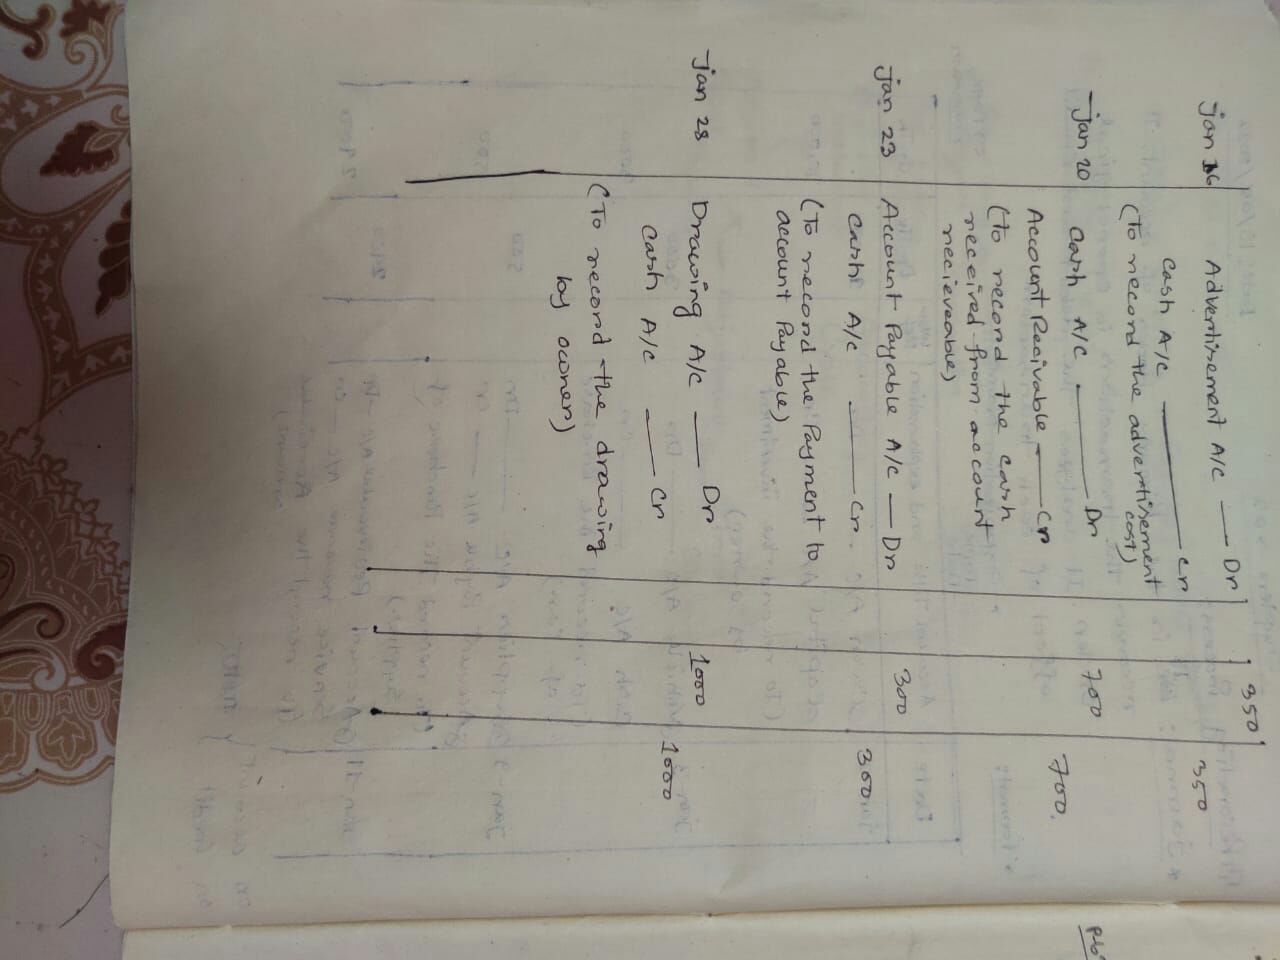 350
jan 16 Advertisement A/C — Dr
350
Cash A/C — Cr
(To record the advertisement cost)
jan 20 Cash A/C — Dr 700
Account Recivable — Cr 700.
(To record the cash
received from account
recieveable)
jan 23 Account Payable A/C — Dr 300
Cash A/C — Cr 300
(To record the Payment to
account Payable)
Jan 28 Drawing A/C — Dr 1000
Cash A/C — Cr 1000
(To record the drawing
by owner)